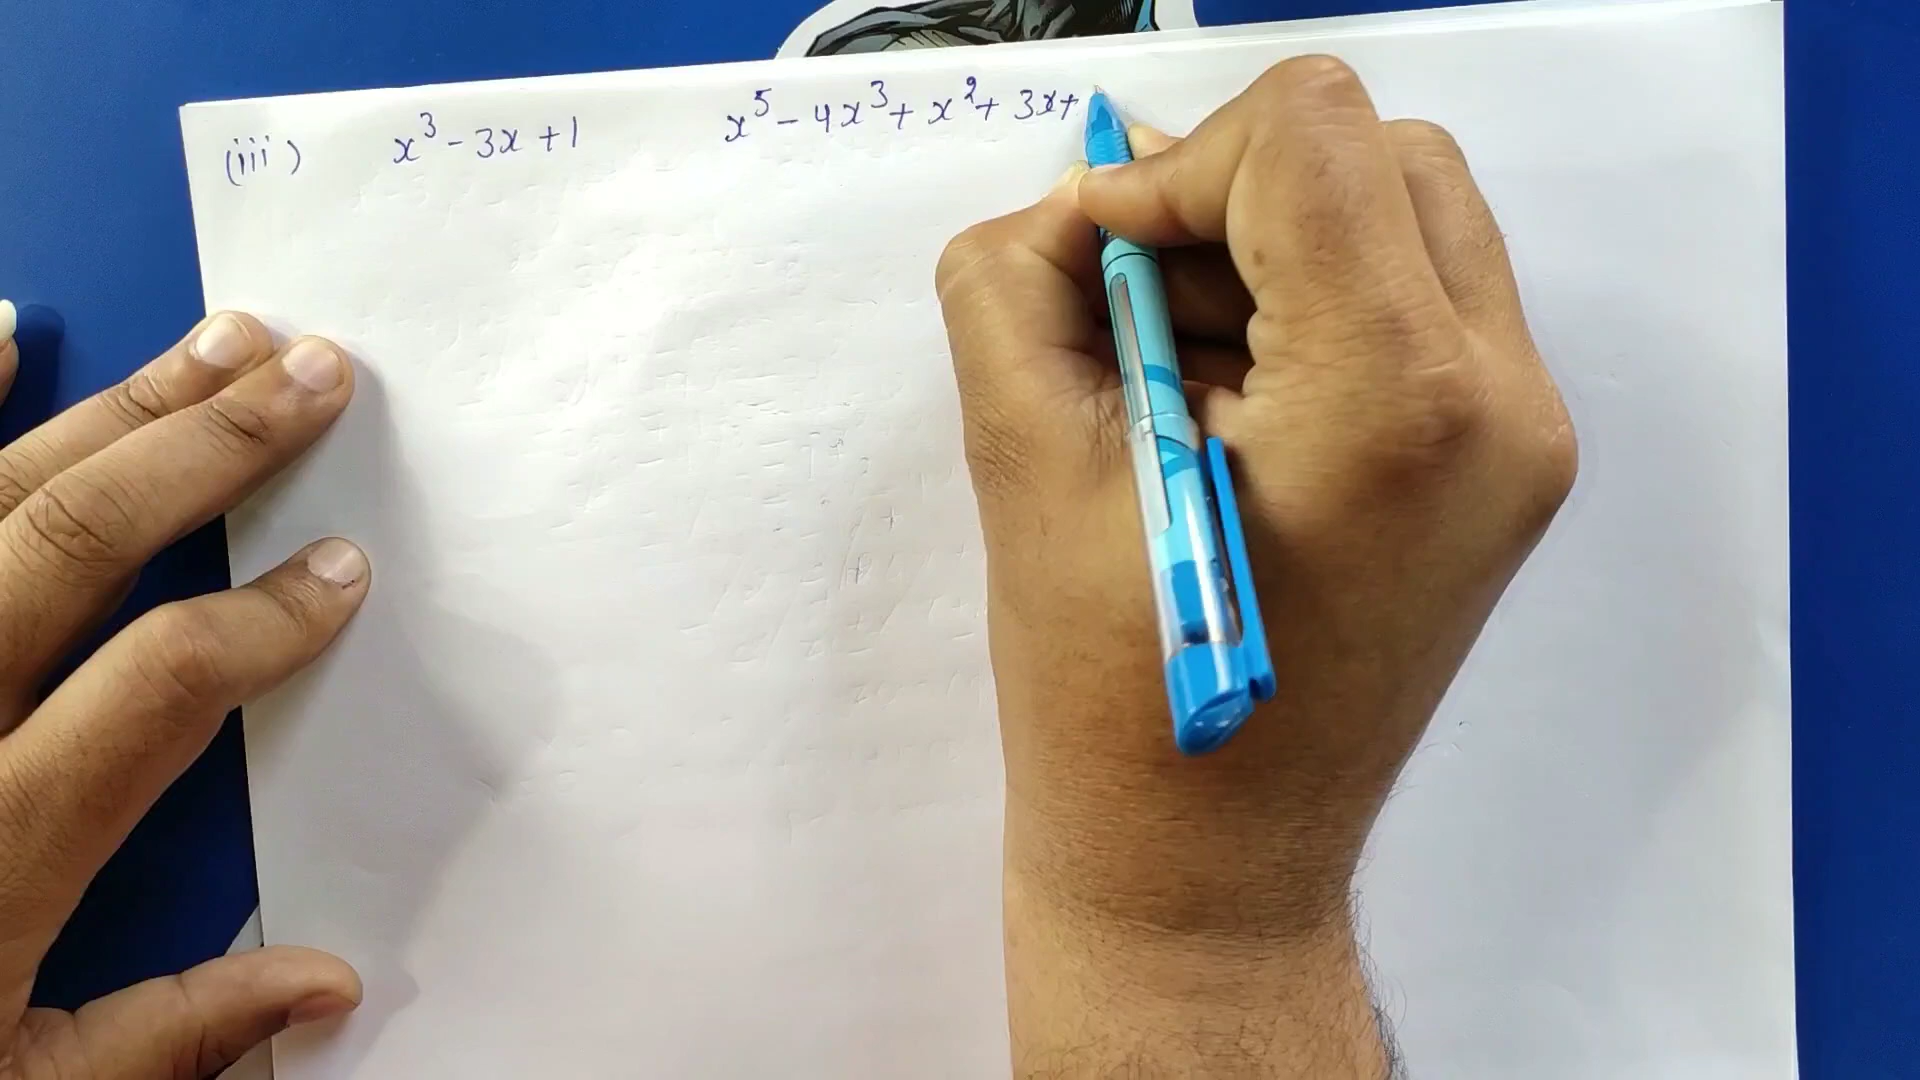 (iii) x³ - 3x + 1 x⁵ - 4x³ + x² + 3x +